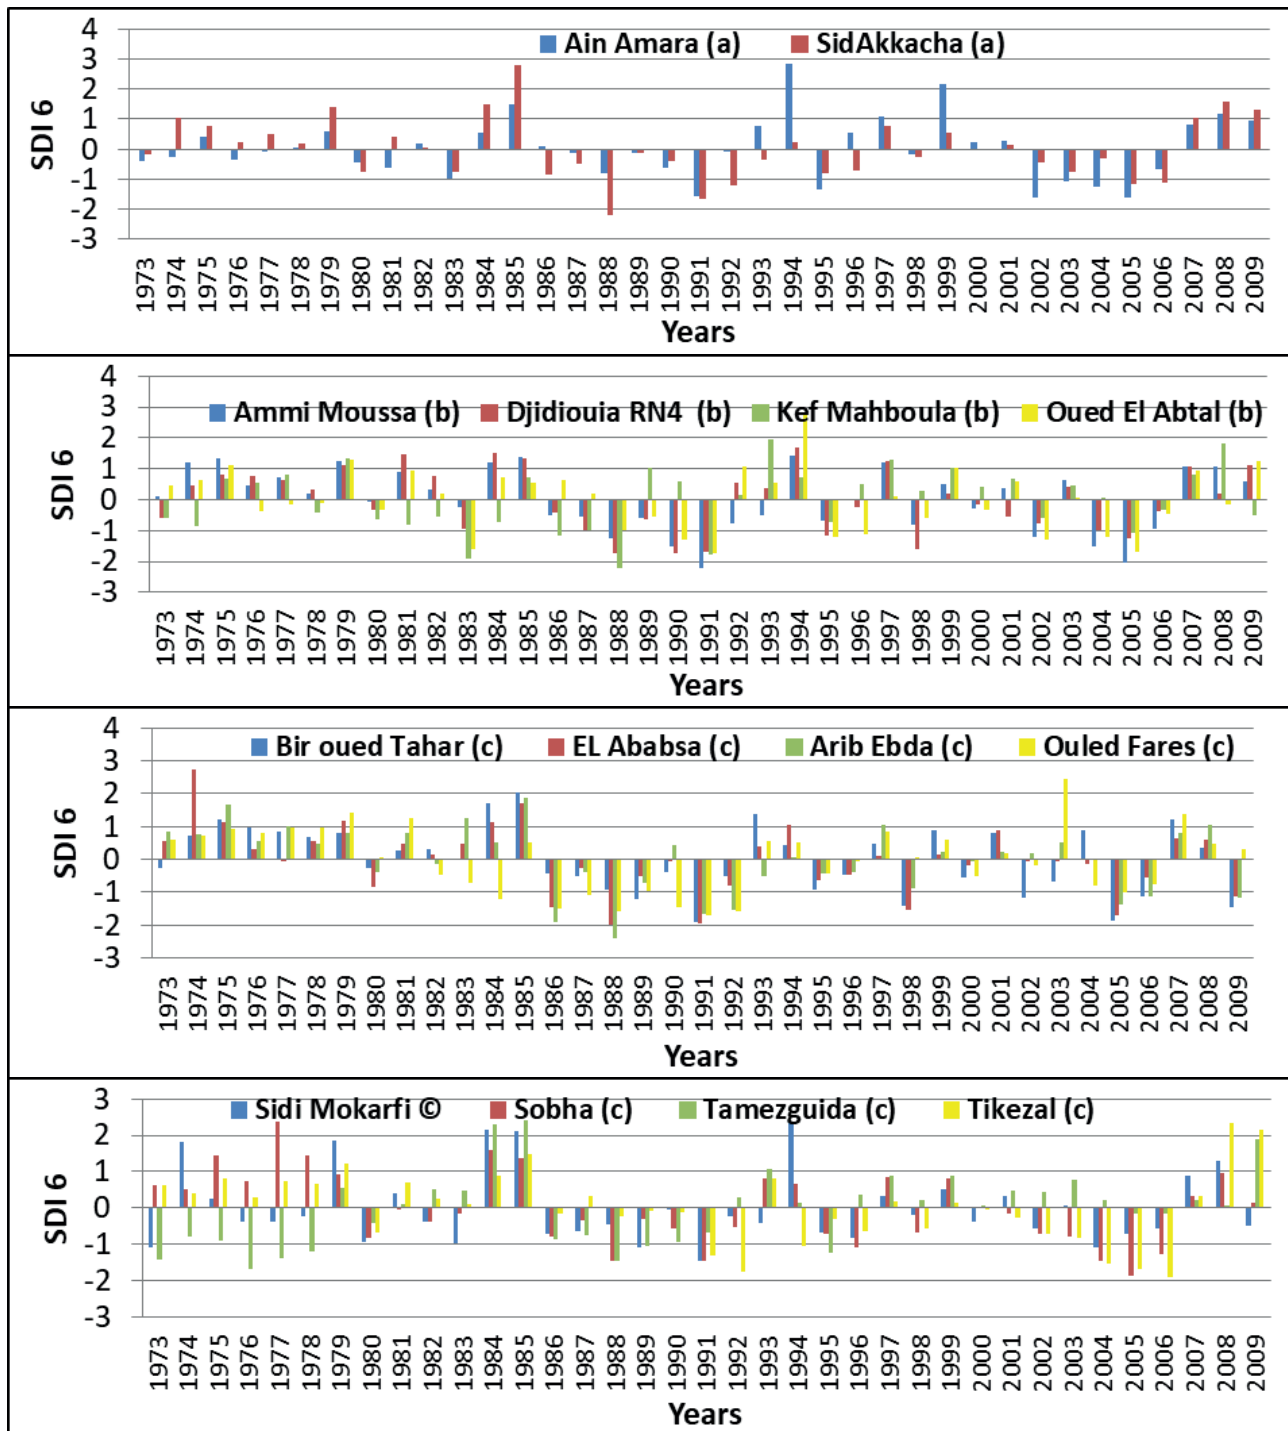 4
Ain Amara (a) SidAkkacha (a)
3
2
1
0
-1
-2
-3
SDI 6
1973 1974 1975 1976 1977 1978 1979 1980 1981 1982 1983 1984 1985 1986 1987 1988 1989 1990 1991 1992 1993 1994 1995 1996 1997 1998 1999 2000 2001 2002 2003 2004 2005 2006 2007 2008 2009
Years
4
3
Ammi Moussa (b) Djidiouia RN4 (b) Kef Mahboula (b) Oued El Abtal (b)
2
1
0
-1
-2
-3
SDI 6
1973 1974 1975 1976 1977 1978 1979 1980 1981 1982 1983 1984 1985 1986 1987 1988 1989 1990 1991 1992 1993 1994 1995 1996 1997 1998 1999 2000 2001 2002 2003 2004 2005 2006 2007 2008 2009
Years
4
Bir oued Tahar (c) EL Ababsa (c) Arib Ebda (c) Ouled Fares (c)
3
2
1
0
-1
-2
-3
SDI 6
1973 1974 1975 1976 1977 1978 1979 1980 1981 1982 1983 1984 1985 1986 1987 1988 1989 1990 1991 1992 1993 1994 1995 1996 1997 1998 1999 2000 2001 2002 2003 2004 2005 2006 2007 2008 2009
Years
3
Sidi Mokarfi © Sobha (c) Tamezguida (c) Tikezal (c)
2
1
0
-1
-2
-3
SDI 6
1973 1974 1975 1976 1977 1978 1979 1980 1981 1982 1983 1984 1985 1986 1987 1988 1989 1990 1991 1992 1993 1994 1995 1996 1997 1998 1999 2000 2001 2002 2003 2004 2005 2006 2007 2008 2009
Years